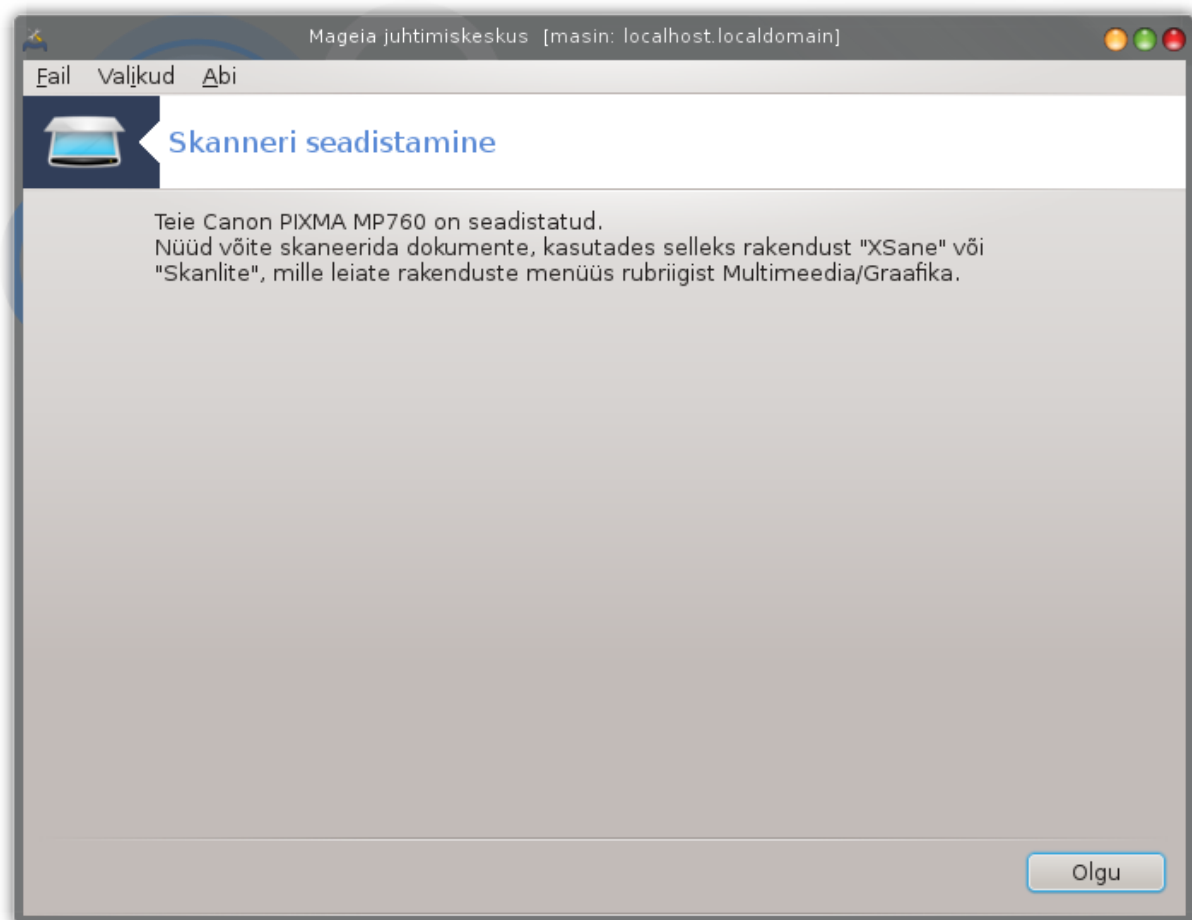 Mageia juhtimiskeskus [masin: localhost.localdomain]
Fail Valikud Abi
Skanneri seadistamine
Teie Canon PIXMA MP760 on seadistatud.
Nüüd võite skaneerida dokumente, kasutades selleks rakendust "XSane" või
"Skanlite", mille leiate rakenduste menüüs rubriigist Multimeedia/Graafika.
Olgu